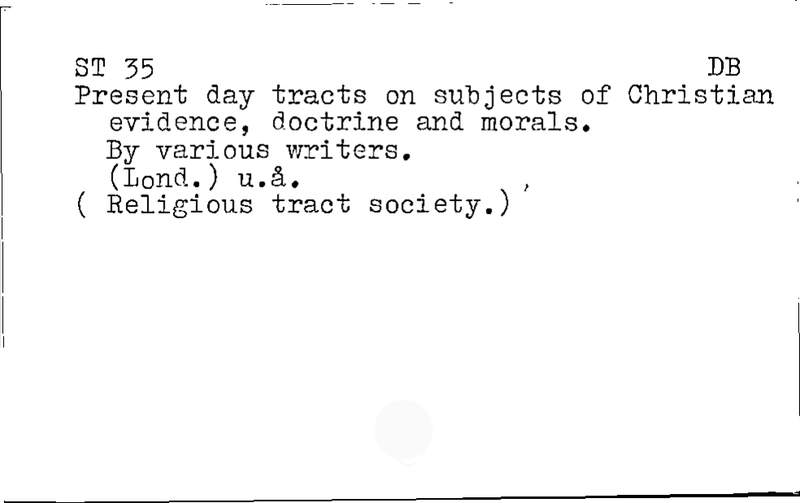 ST 35 DB
Present day tracts on subjects of Christian
evidence, doctrine and morals.
By various writers.
(Lond.) u.å.
( Religious tract society.)